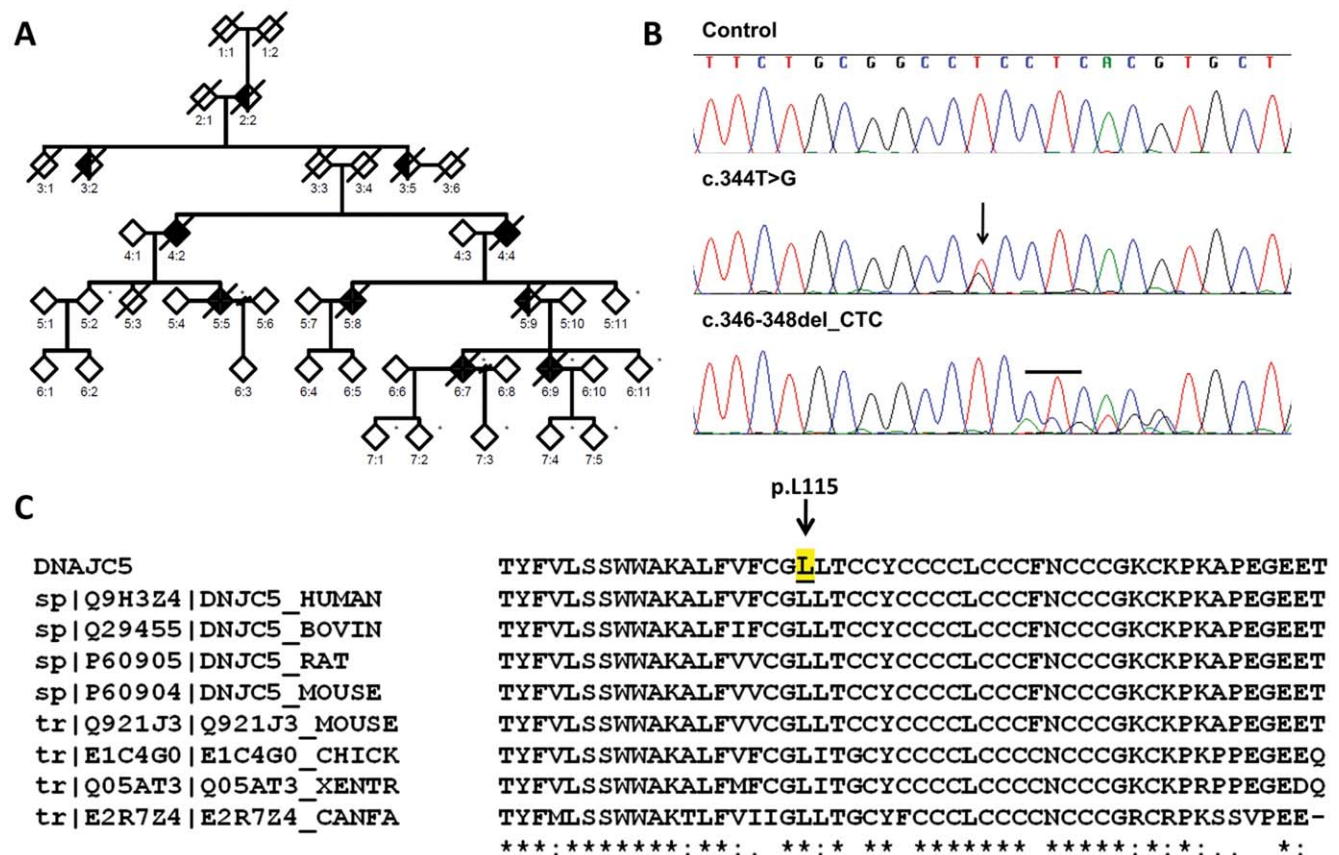 A
1:1 1:2
2:1 2:2
3:1 3:2 3:3 3:4 3:5 3:6
4:1 4:2 4:3 4:4
5:1 5:2 5:3 5:4 5:5 5:6 5:7 5:8 5:9 5:10 5:11
6:1 6:2 6:3 6:4 6:5 6:6 6:7 6:8 6:9 6:10 6:11
7:1 7:2 7:3 7:4 7:5
B
Control
T T C T G C G G C C T C C T C A C G T G C T
c.344T>G
c.346-348del_CTC
C
p.L115
DNAJC5 TYFVLSSWWAKALFVFCGLLTCCYCCCCLCCCFNCCCGKCKPKAPEGEET
sp|Q9H3Z4|DNJC5_HUMAN TYFVLSSWWAKALFVFCGLLTCCYCCCCLCCCFNCCCGKCKPKAPEGEET
sp|Q29455|DNJC5_BOVIN TYFVLSSWWAKALFIFCGLLTCCYCCCCLCCCFNCCCGKCKPKAPEGEET
sp|P60905|DNJC5_RAT TYFVLSSWWAKALFVVCGLLTCCYCCCCLCCCFNCCCGKCKPKAPEGEET
sp|P60904|DNJC5_MOUSE TYFVLSSWWAKALFVVCGLLTCCYCCCCLCCCFNCCCGKCKPKAPEGEET
tr|Q921J3|Q921J3_MOUSE TYFVLSSWWAKALFVVCGLLTCCYCCCCLCCCFNCCCGKCKPKAPEGEET
tr|E1C4G0|E1C4G0_CHICK TYFVLSSWWAKALFVFCGLITGCYCCCCLCCCFNCCCGKCKPKPPEGEEQ
tr|Q05AT3|Q05AT3_XENTR TYFVLSSWWAKALFMFCGLITGCYCCCCLCCCFNCCCGKCKPRPPEGEDQ
tr|E2R7Z4|E2R7Z4_CANFA TYFMLSSWWAKTLFVIIGLLTGCYFCCCLCCCCNCCCGRCRPKSSVPEE-
***:*******:**:. **:* ** ** ******* *****:*:*:.. *: